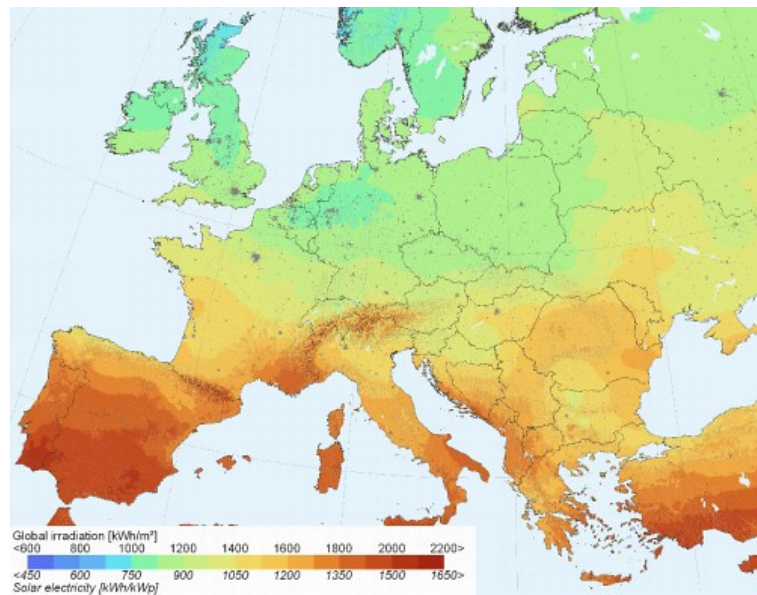 Global irradiation [kWh/m²]
<600 800 1000 1200 1400 1600 1800 2000 2200>
<450 600 750 900 1050 1200 1350 1500 1650>
Solar electricity [kWh/kWp]